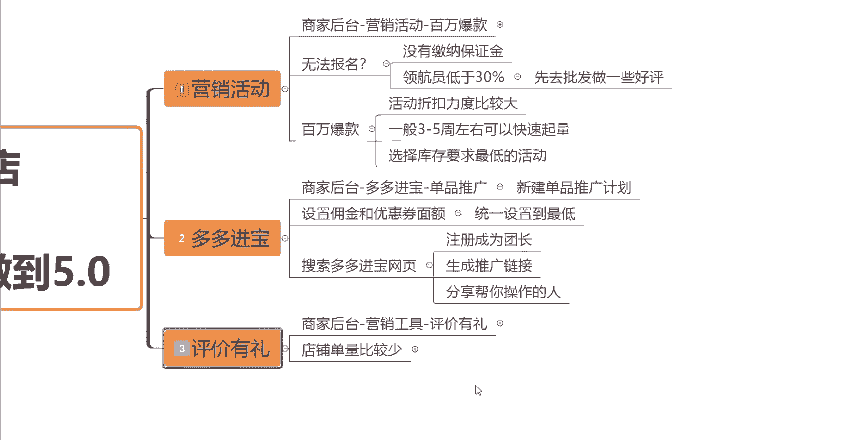 店
做到5.0
1 营销活动
商家后台-营销活动-百万爆款
无法报名？
没有缴纳保证金
领航员低于30%
先去批发做一些好评
百万爆款
活动折扣力度比较大
一般3-5周左右可以快速起量
选择库存要求最低的活动
2 多多进宝
商家后台-多多进宝-单品推广
新建单品推广计划
设置佣金和优惠券面额
统一设置到最低
搜索多多进宝网页
注册成为团长
生成推广链接
分享帮你操作的人
3 评价有礼
商家后台-营销工具-评价有礼
店铺单量比较少